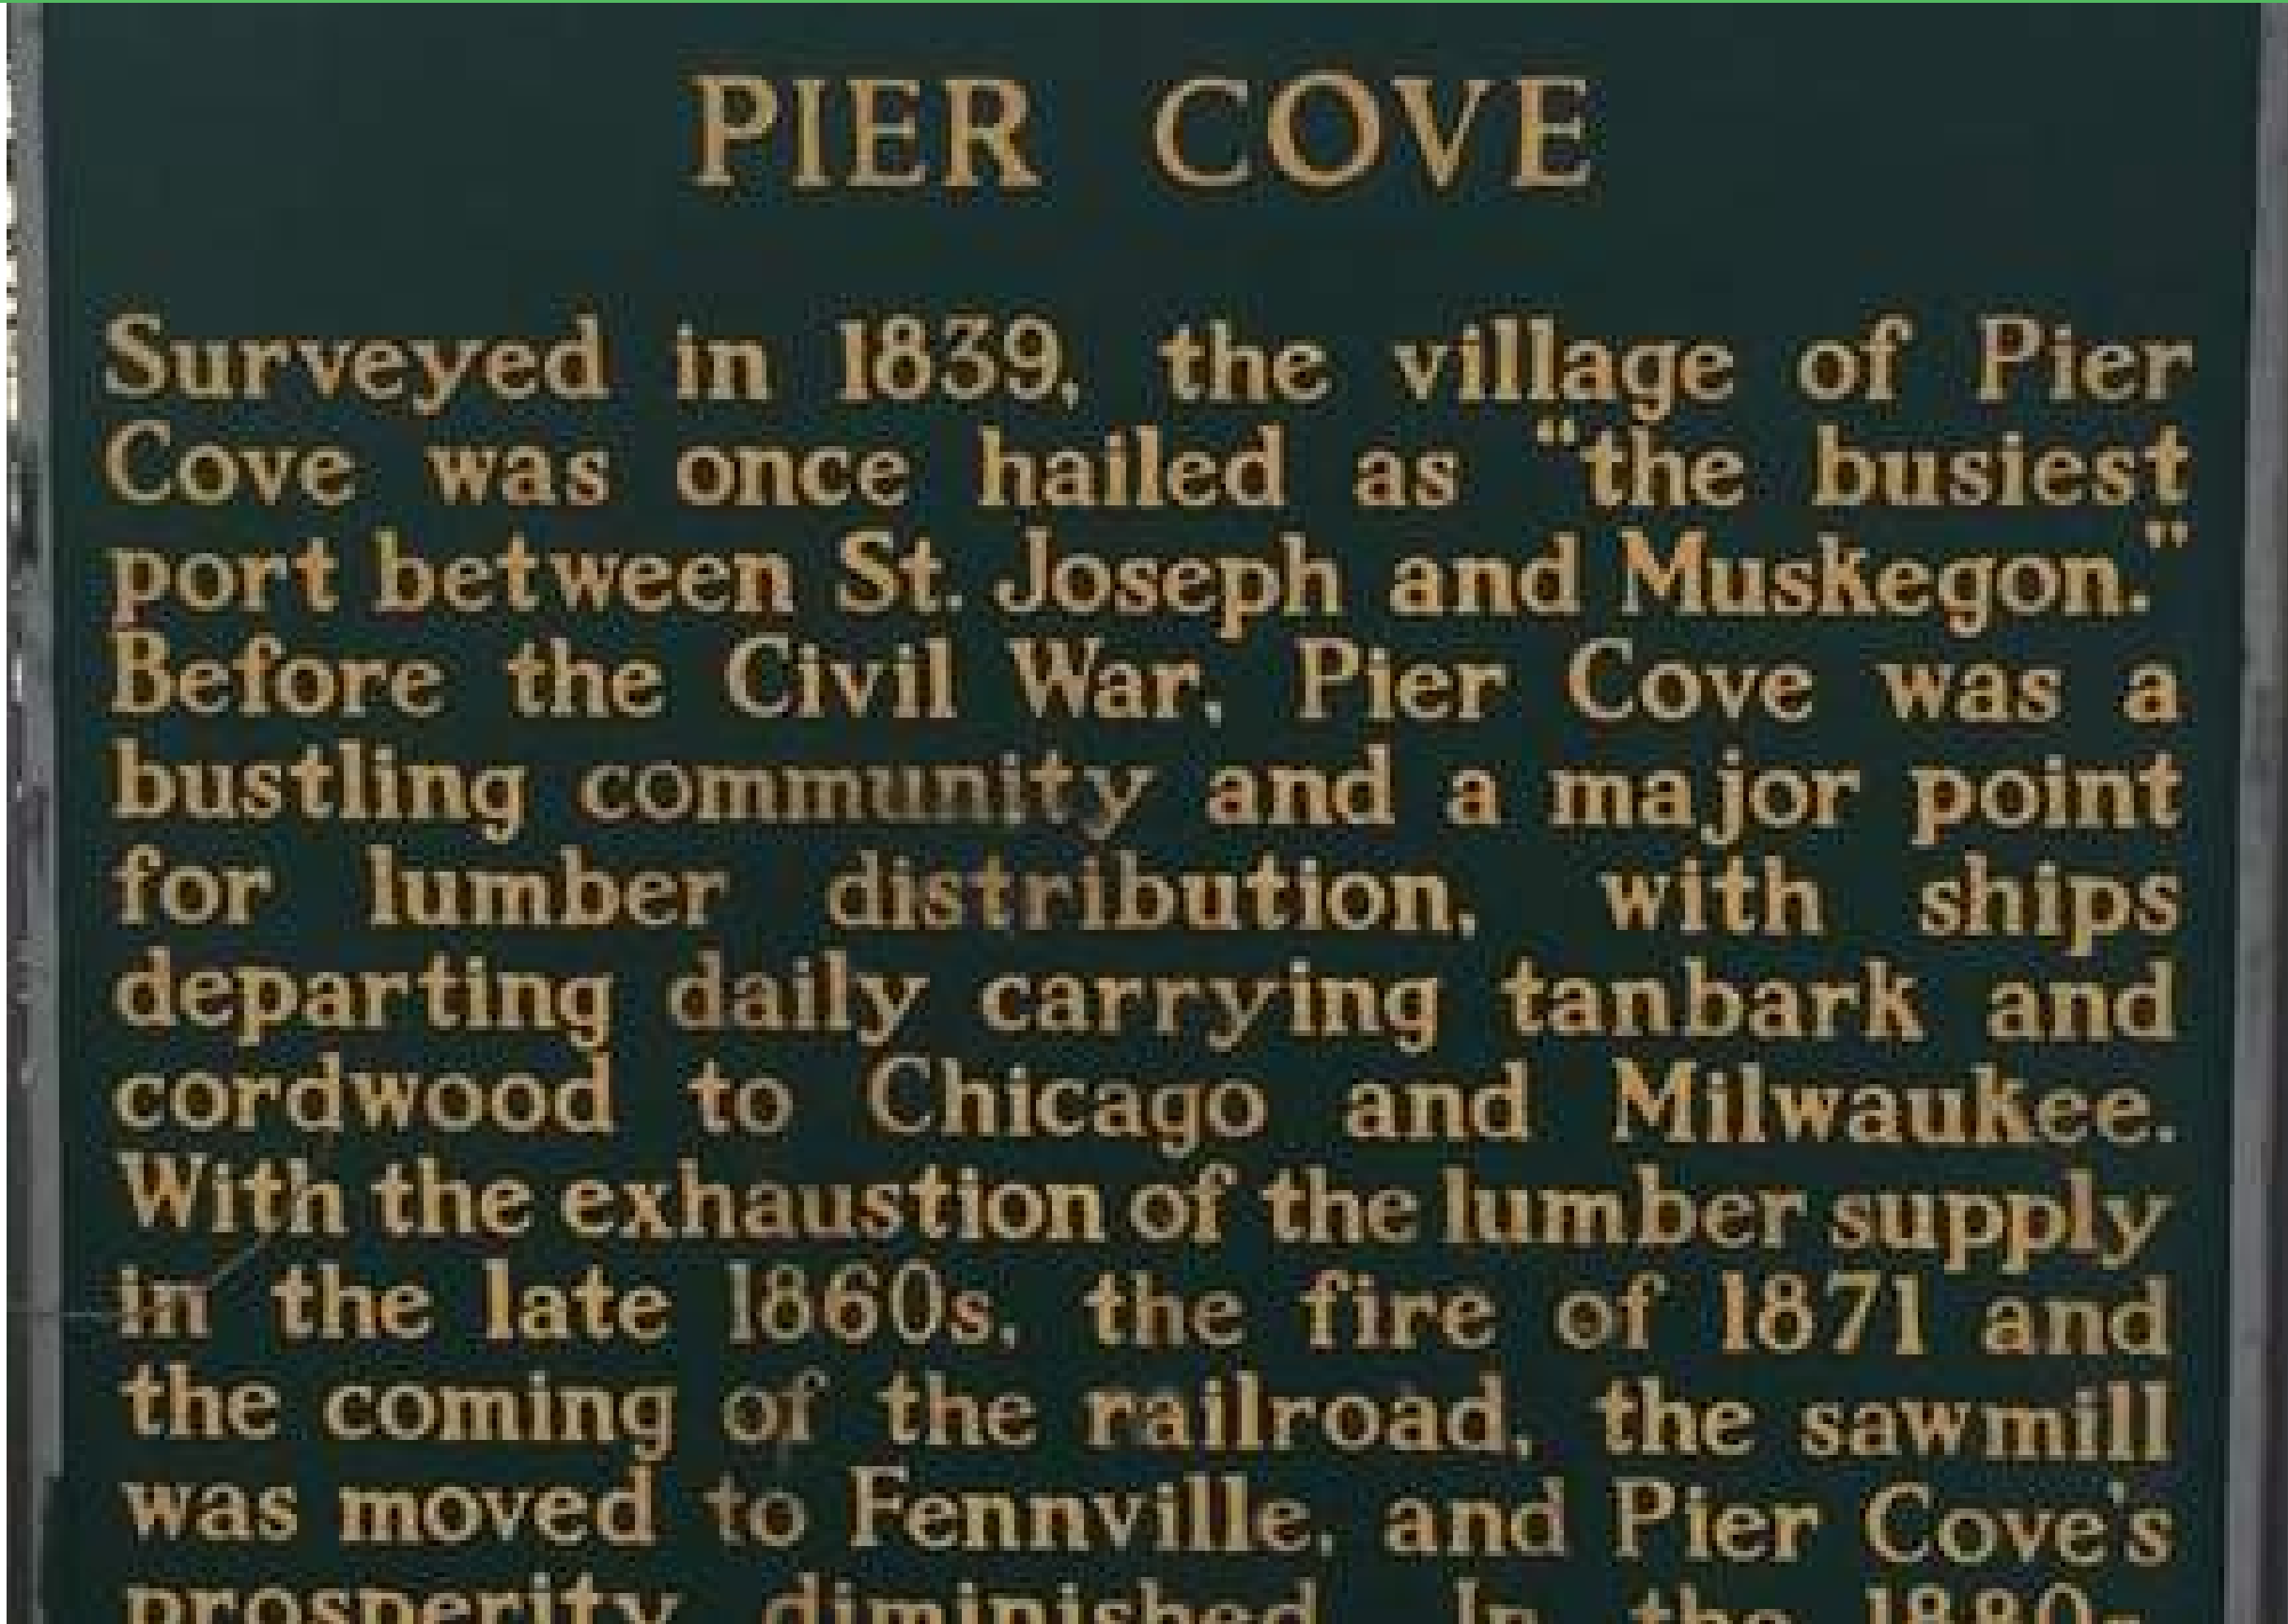 PIER COVE
Surveyed in 1839, the village of Pier
Cove was once hailed as “the busiest
port between St. Joseph and Muskegon.”
Before the Civil War, Pier Cove was a
bustling community and a major point
for lumber distribution, with ships
departing daily carrying tanbark and
cordwood to Chicago and Milwaukee.
With the exhaustion of the lumber supply
in the late 1860s, the fire of 1871 and
the coming of the railroad, the sawmill
was moved to Fennville, and Pier Cove's
prosperity diminished. In the